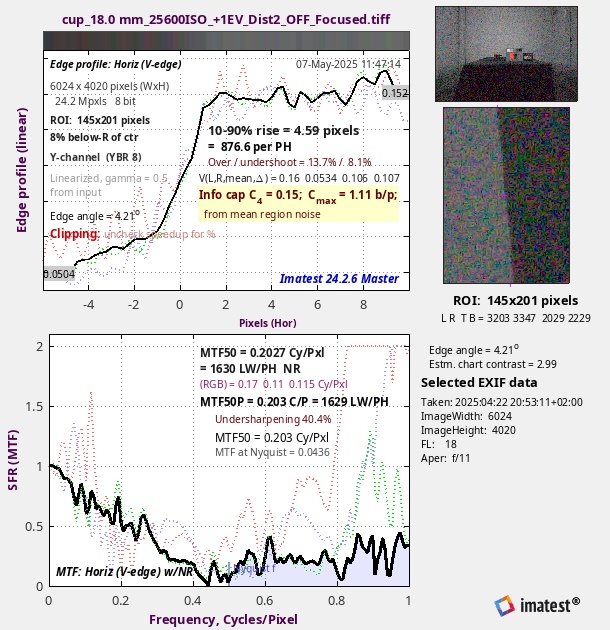 cup_18.0 mm_25600ISO_+1EV_Dist2_OFF_Focused.tiff
Edge profile: Horiz (V-edge)
07-May-2025 11:47:14
6024 x 4020 pixels (WxH)
24.2 Mpxls 8 bit
0.152
ROI: 145x201 pixels
8% below-R of ctr
10-90% rise = 4.59 pixels
= 876.6 per PH
Y-channel (YBR 8)
Over / undershoot = 13.7% / 8.1%
Linearized, gamma = 0.5
from input
V(L,R,mean,Δ) = 0.16 0.0534 0.106 0.107
Info cap C4 = 0.15; Cmax = 1.11 b/p;
from mean region noise
Edge angle = 4.21o
Clipping: uncheck speedup for %
0.0504
Imatest 24.2.6 Master
Edge profile (linear)
-4 -2 0 2 4 6 8
Pixels (Hor)
ROI: 145x201 pixels
L R T B = 3203 3347 2029 2229
Edge angle = 4.21o
Estm. chart contrast = 2.99
Selected EXIF data
Taken: 2025:04:22 20:53:11+02:00
ImageWidth: 6024
ImageHeight: 4020
FL: 18
Aper: f/11
2
1.5
1
0.5
0
SFR (MTF)
MTF50 = 0.2027 Cy/Pxl
= 1630 LW/PH NR
(RGB) = 0.17 0.11 0.115 Cy/Pxl
MTF50P = 0.203 C/P = 1629 LW/PH
Undersharpening 40.4%
MTF50 = 0.203 Cy/Pxl
MTF at Nyquist = 0.0436
MTF: Horiz (V-edge) w/NR
Nyquist f
0 0.2 0.4 0.6 0.8 1
Frequency, Cycles/Pixel
imatest®